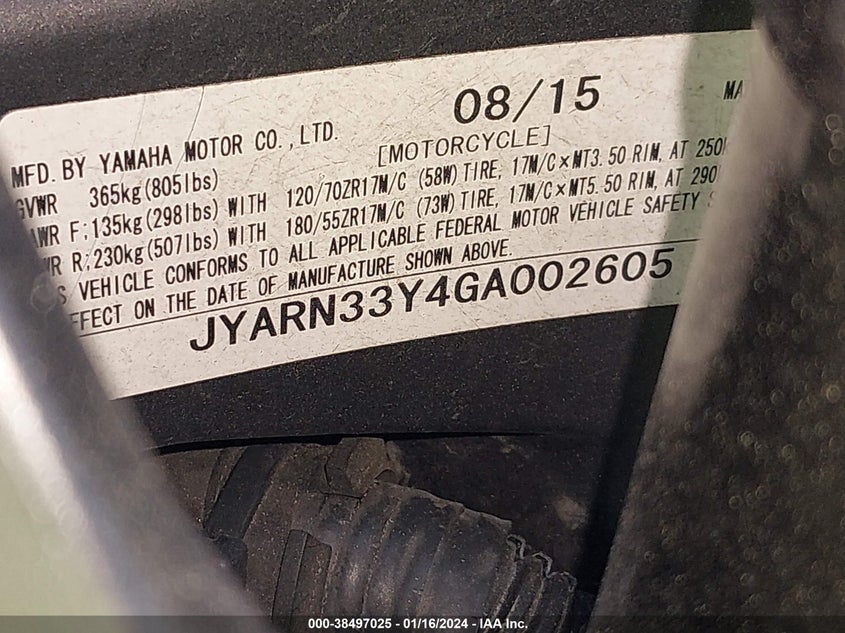 08/15
MFD. BY YAMAHA MOTOR CO., LTD.
[MOTORCYCLE]
GVWR 365kg(805lbs)
F;135kg(298lbs) WITH 120/70ZR17M/C (58W) TIRE, 17M/C×MT3.50 RIM, AT 250
R;230kg(507lbs) WITH 180/55ZR17M/C (73W) TIRE, 17M/C×MT5.50 RIM, AT 290
VEHICLE CONFORMS TO ALL APPLICABLE FEDERAL MOTOR VEHICLE SAFETY
ON THE DATE OF MANUFACTURE SHOWN ABOVE.
JYARN33Y4GA002605
000-38497025 - 01/16/2024 - IAA Inc.